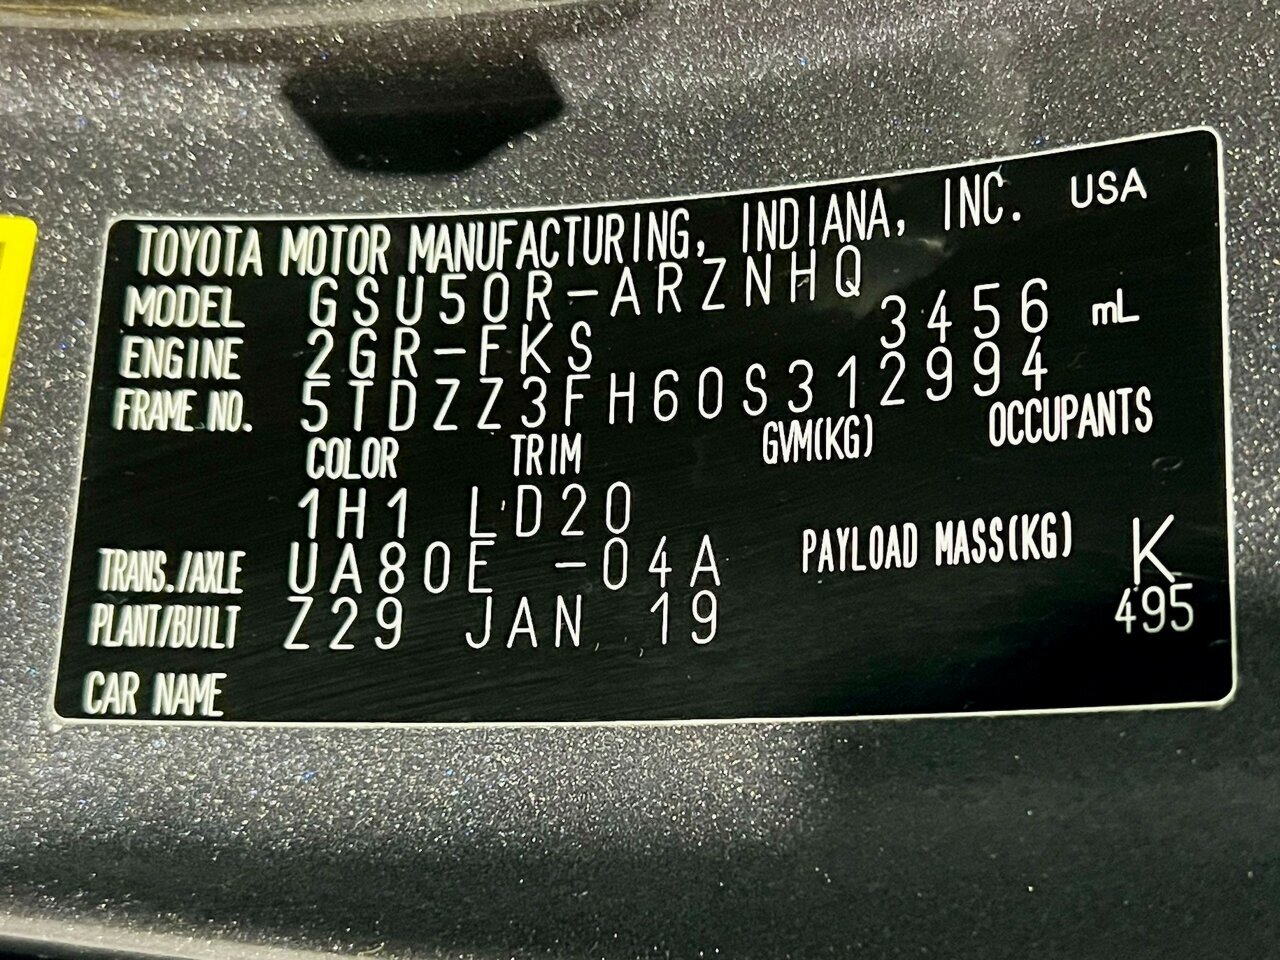 TOYOTA MOTOR MANUFACTURING, INDIANA, INC. USA
MODEL GSU50R-ARZNHQ
ENGINE 2GR-FKS 3456 mL
FRAME NO. 5TDZZ3FH60S312994
COLOR TRIM GVM(KG) OCCUPANTS
1H1 LD20
TRANS./AXLE UA80E -04A PAYLOAD MASS(KG) K
PLANT/BUILT Z29 JAN, 19 495
CAR NAME